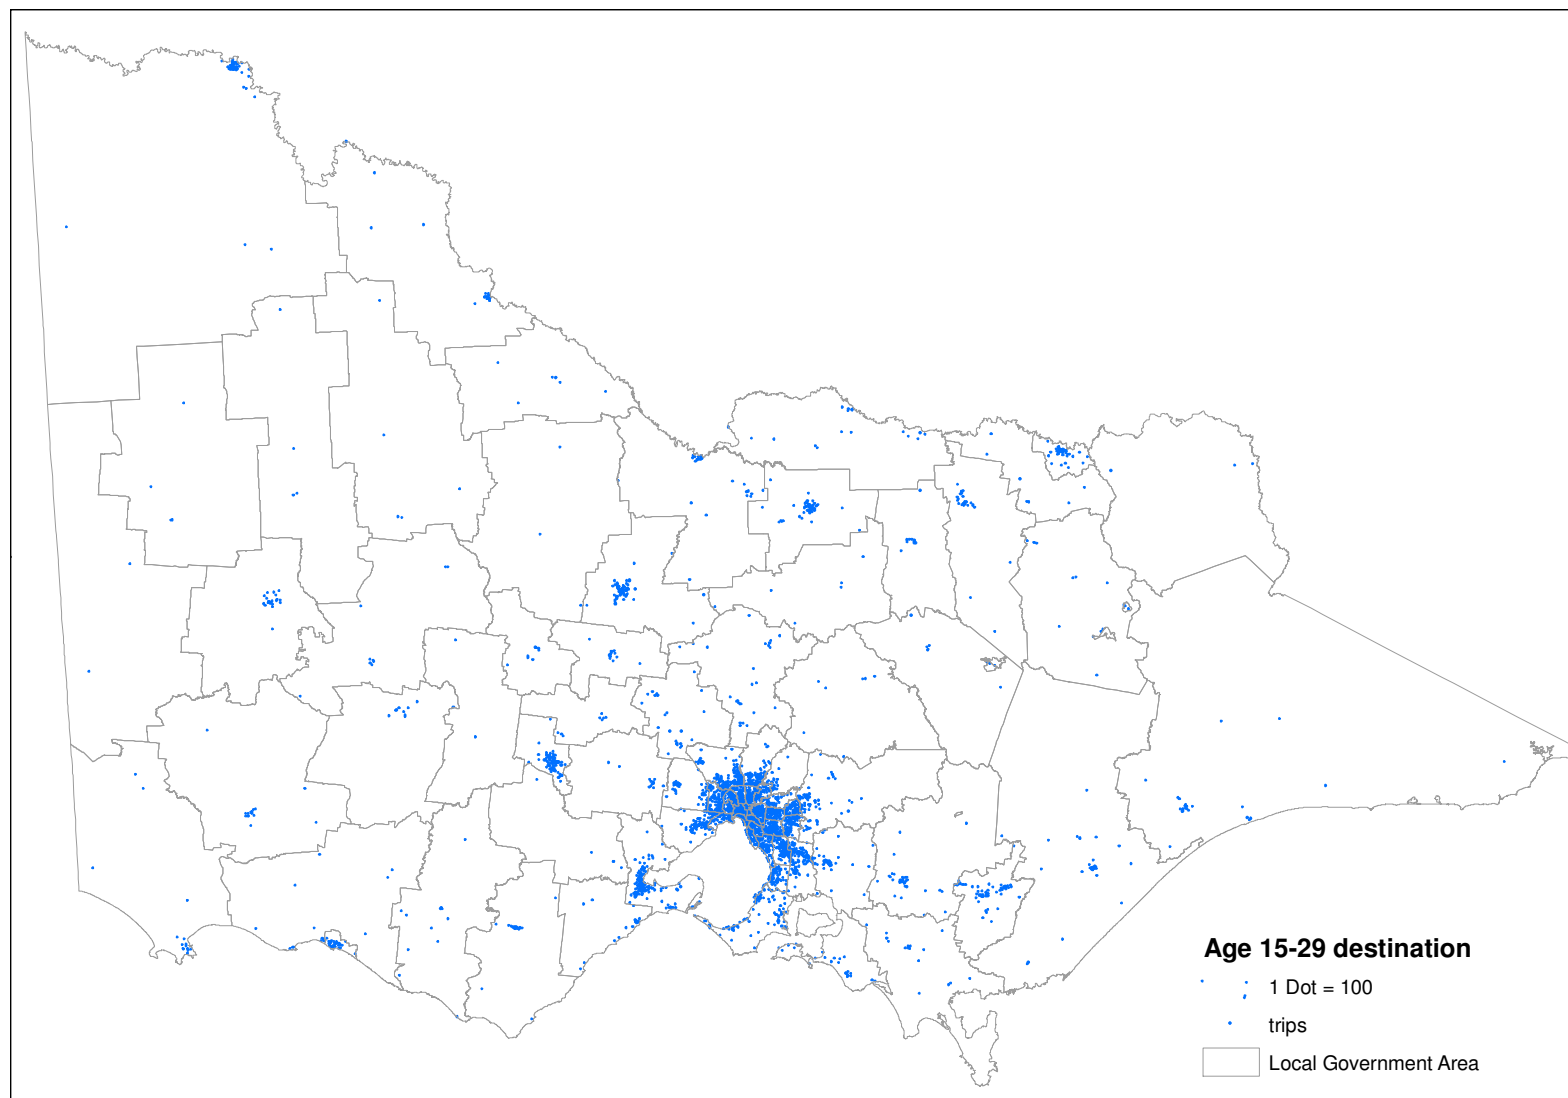 Age 15-29 destination
1 Dot = 100
trips
Local Government Area